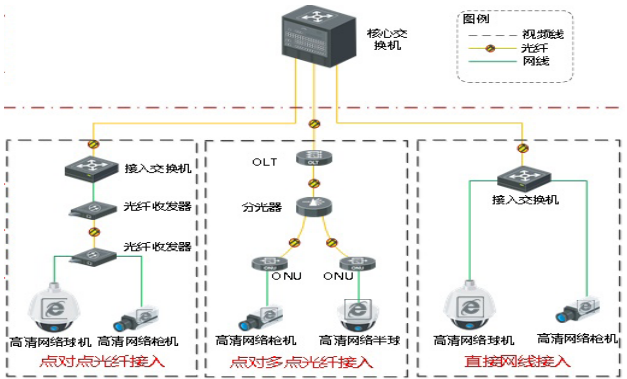 核心交
换机
图例
视频线
光纤
网线
接入交换机
光纤收发器
光纤收发器
高清网络球机
高清网络枪机
点对点光纤接入
OLT
OLT
分光器
ONU
ONU
ONU
ONU
高清网络枪机
高清网络半球
点对多点光纤接入
接入交换机
高清网络球机
高清网络枪机
直接网线接入